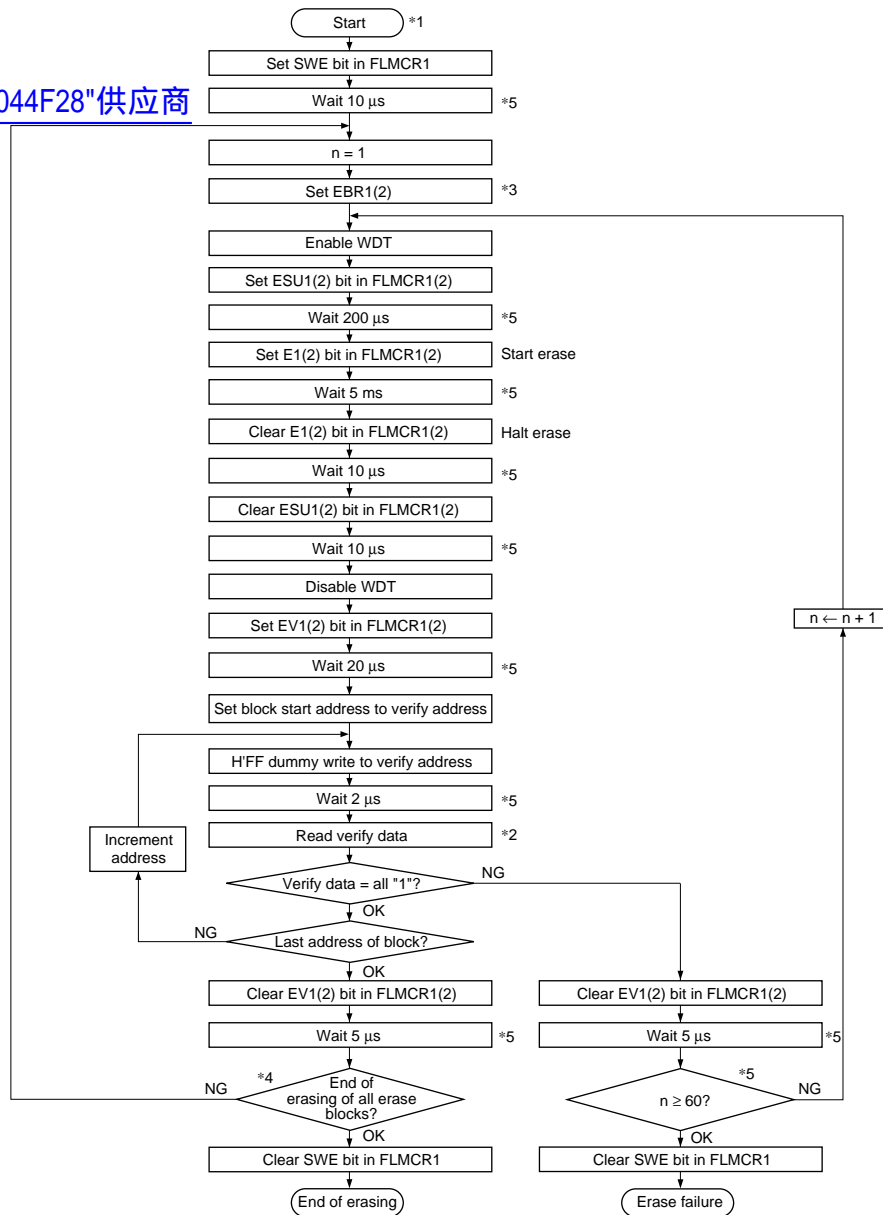 Start *1
Set SWE bit in FLMCR1
044F28"供应商
Wait 10 μs *5
n = 1
Set EBR1(2) *3
Enable WDT
Set ESU1(2) bit in FLMCR1(2)
Wait 200 μs *5
Set E1(2) bit in FLMCR1(2) Start erase
Wait 5 ms *5
Clear E1(2) bit in FLMCR1(2) Halt erase
Wait 10 μs *5
Clear ESU1(2) bit in FLMCR1(2)
Wait 10 μs *5
Disable WDT
Set EV1(2) bit in FLMCR1(2)
n ← n + 1
Wait 20 μs *5
Set block start address to verify address
H'FF dummy write to verify address
Wait 2 μs *5
Read verify data *2
Increment
address
Verify data = all "1"?
NG
OK
NG
Last address of block?
OK
Clear EV1(2) bit in FLMCR1(2)
Clear EV1(2) bit in FLMCR1(2)
Wait 5 μs *5
Wait 5 μs *5
NG
*4
End of
erasing of all erase
blocks?
*5
n ≥ 60?
NG
OK
OK
Clear SWE bit in FLMCR1
Clear SWE bit in FLMCR1
End of erasing
Erase failure